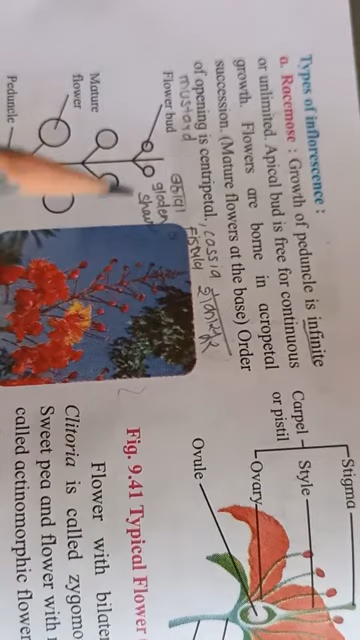 Types of inflorescence :
a. Racemose : Growth of peduncle is infinite
or unlimited. Apical bud is free for continuous
growth. Flowers are borne in acropetal
succession. (Mature flowers at the base) Order
of opening is centripetal.,
cassia
Fistula
mustard
Flower bud
Mature
flower
Peduncle
Stigma
Style
Carpel
or pistil
Ovary
Ovule
Fig. 9.41 Typical Flower
Flower with bilater
Clitoria is called zygomo
Sweet pea and flower with
called actinomorphic flower